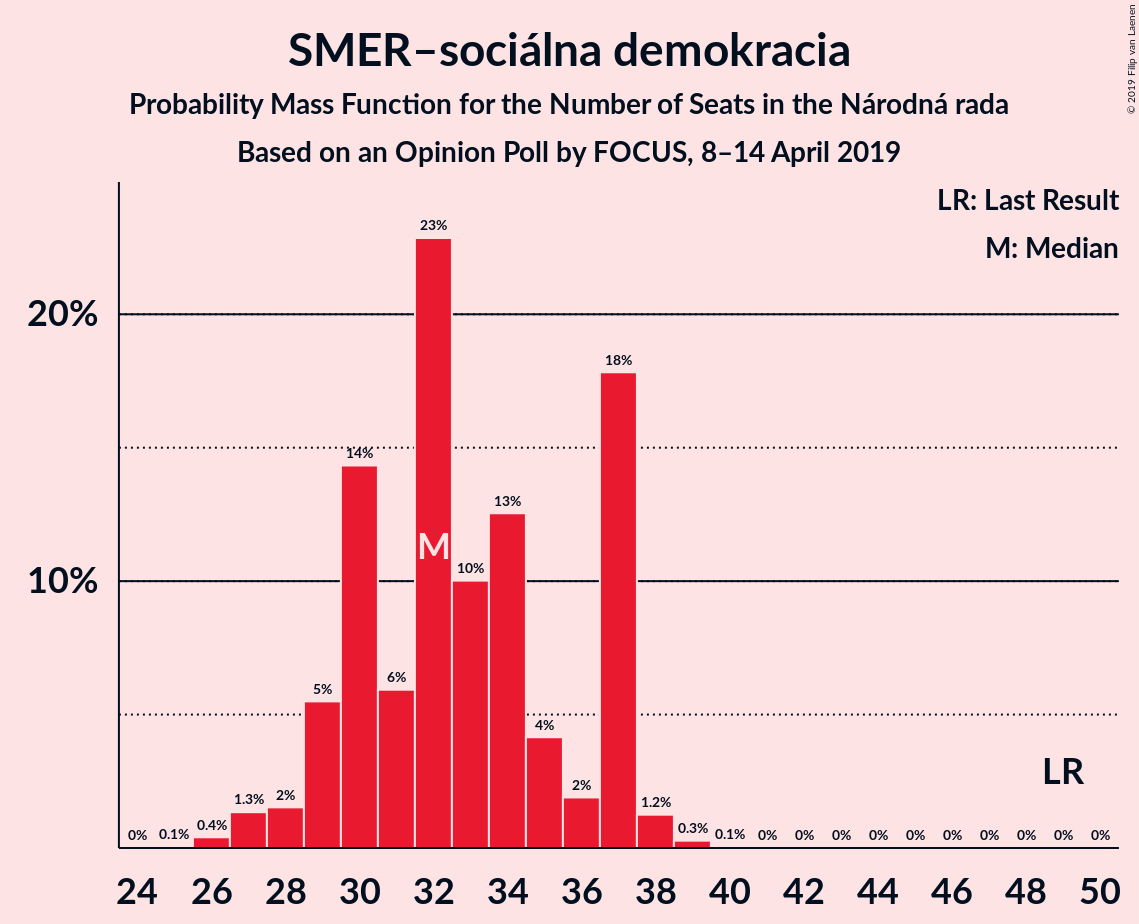 SMER–sociálna demokracia
Probability Mass Function for the Number of Seats in the Národná rada
Based on an Opinion Poll by FOCUS, 8–14 April 2019
© 2019 Filip van Laenen
LR: Last Result
M: Median
20%
10%
0% 0.1% 0.4% 1.3% 2% 5% 14% 6% 23% 10% 13% 4% 2% 18% 1.2% 0.3% 0.1% 0% 0% 0% 0% 0% 0% 0% 0% 0% 0%
M
LR
24 26 28 30 32 34 36 38 40 42 44 46 48 50